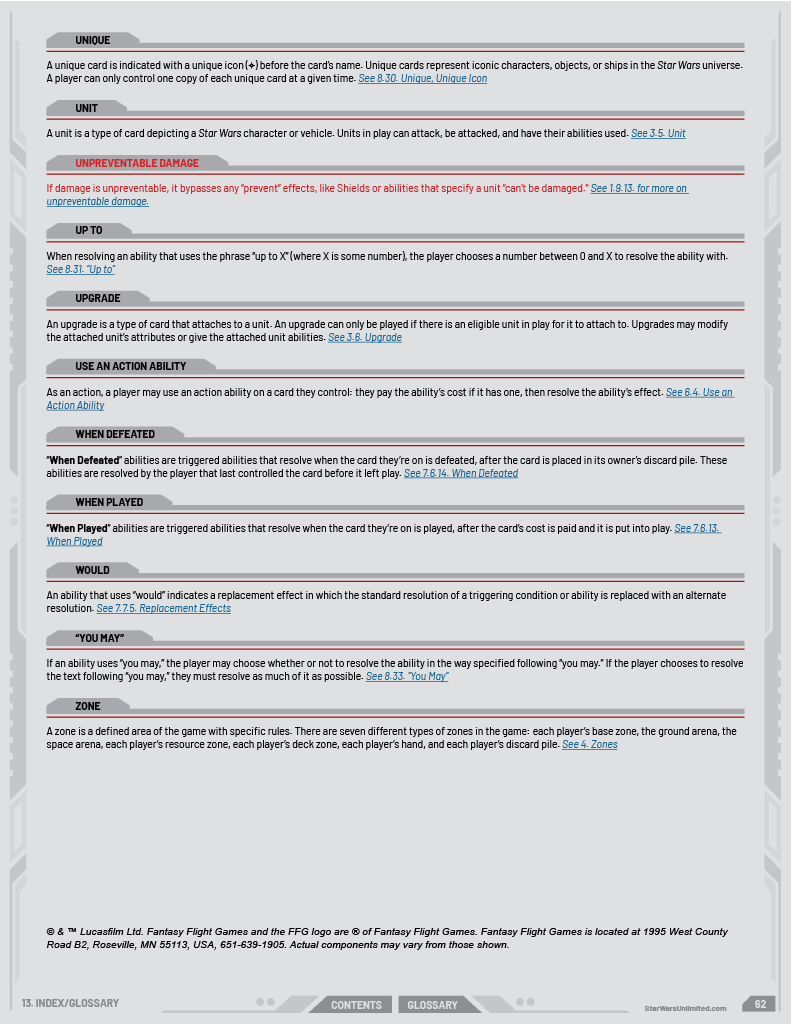 UNIQUE
A unique card is indicated with a unique icon (✦) before the card’s name. Unique cards represent iconic characters, objects, or ships in the Star Wars universe.
A player can only control one copy of each unique card at a given time. See 8.30. Unique, Unique Icon
UNIT
A unit is a type of card depicting a Star Wars character or vehicle. Units in play can attack, be attacked, and have their abilities used. See 3.5. Unit
UNPREVENTABLE DAMAGE
If damage is unpreventable, it bypasses any “prevent” effects, like Shields or abilities that specify a unit “can’t be damaged.” See 1.9.13. for more on
unpreventable damage.
UP TO
When resolving an ability that uses the phrase “up to X” (where X is some number), the player chooses a number between 0 and X to resolve the ability with.
See 8.31. “Up to”
UPGRADE
An upgrade is a type of card that attaches to a unit. An upgrade can only be played if there is an eligible unit in play for it to attach to. Upgrades may modify
the attached unit’s attributes or give the attached unit abilities. See 3.6. Upgrade
USE AN ACTION ABILITY
As an action, a player may use an action ability on a card they control: they pay the ability’s cost if it has one, then resolve the ability’s effect. See 6.4. Use an
Action Ability
WHEN DEFEATED
“When Defeated” abilities are triggered abilities that resolve when the card they’re on is defeated, after the card is placed in its owner’s discard pile. These
abilities are resolved by the player that last controlled the card before it left play. See 7.6.14. When Defeated
WHEN PLAYED
“When Played” abilities are triggered abilities that resolve when the card they’re on is played, after the card’s cost is paid and it is put into play. See 7.6.13.
When Played
WOULD
An ability that uses “would” indicates a replacement effect in which the standard resolution of a triggering condition or ability is replaced with an alternate
resolution. See 7.7.5. Replacement Effects
“YOU MAY”
If an ability uses “you may,” the player may choose whether or not to resolve the ability in the way specified following “you may.” If the player chooses to resolve
the text following “you may,” they must resolve as much of it as possible. See 8.33. “You May”
ZONE
A zone is a defined area of the game with specific rules. There are seven different types of zones in the game: each player’s base zone, the ground arena, the
space arena, each player’s resource zone, each player’s deck zone, each player’s hand, and each player’s discard pile. See 4. Zones
© & ™ Lucasfilm Ltd. Fantasy Flight Games and the FFG logo are ® of Fantasy Flight Games. Fantasy Flight Games is located at 1995 West County
Road B2, Roseville, MN 55113, USA, 651-639-1905. Actual components may vary from those shown.
13. INDEX/GLOSSARY
CONTENTS
GLOSSARY
StarWarsUnlimited.com
62